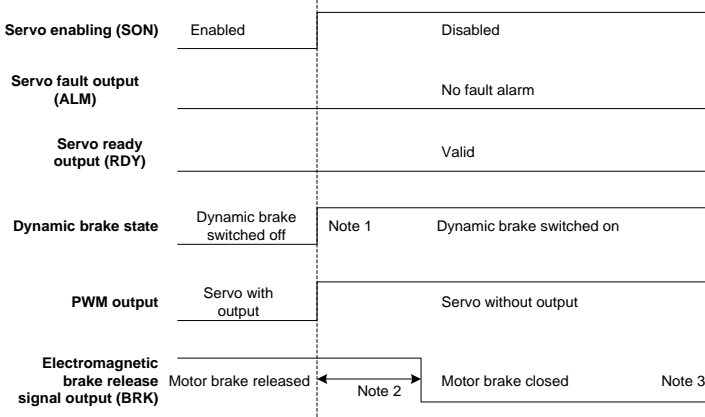 Servo enabling (SON)
Enabled
Disabled
Servo fault output
(ALM)
No fault alarm
Servo ready
output (RDY)
Valid
Dynamic brake state
Dynamic brake
switched off
Note 1
Dynamic brake switched on
PWM output
Servo with
output
Servo without output
Electromagnetic
brake release
signal output (BRK)
Motor brake released
Note 2
Motor brake closed
Note 3